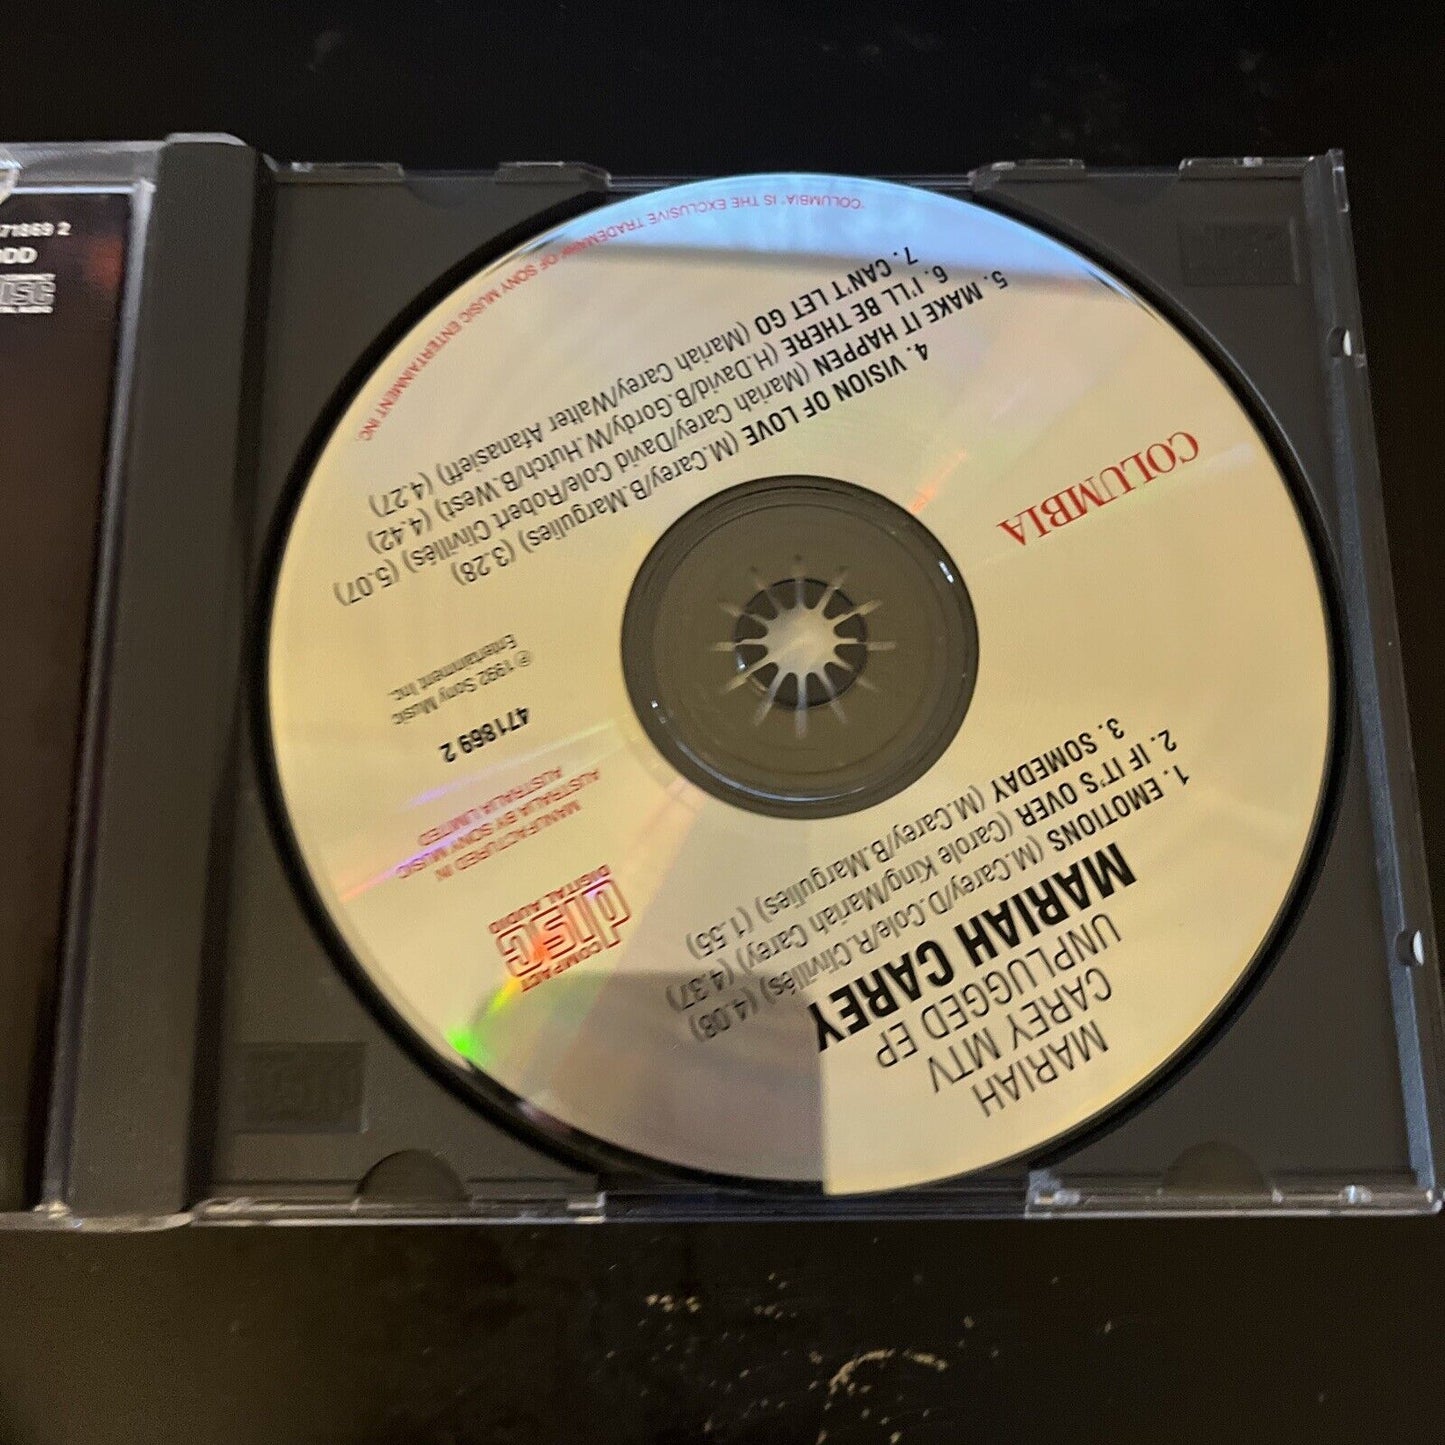 MARIAH
CAREY MTV
UNPLUGGED EP
MARIAH CAREY
1. EMOTIONS (M.Carey/D.Cole/R.Clivillés) (4.08)
2. IF IT'S OVER (Carole King/Mariah Carey) (4.37)
3. SOMEDAY (M.Carey/B.Margulies) (1.55)
COMPACT
disc
DIGITAL AUDIO
MANUFACTURED IN
AUSTRALIA BY SONY MUSIC
AUSTRALIA LIMITED
471869 2
℗ 1992 Sony Music
Entertainment Inc.
COLUMBIA
4. VISION OF LOVE (M.Carey/B.Margulies) (3.28)
5. MAKE IT HAPPEN (Mariah Carey/David Cole/Robert Clivillés) (5.07)
6. I'LL BE THERE (H.David/B.Gordy/W.Hutch/B.West) (4.42)
7. CAN'T LET GO (Mariah Carey/Walter Afanasieff) (4.27)
"COLUMBIA" IS THE EXCLUSIVE TRADEMARK OF SONY MUSIC ENTERTAINMENT INC.
71869 2
DDD